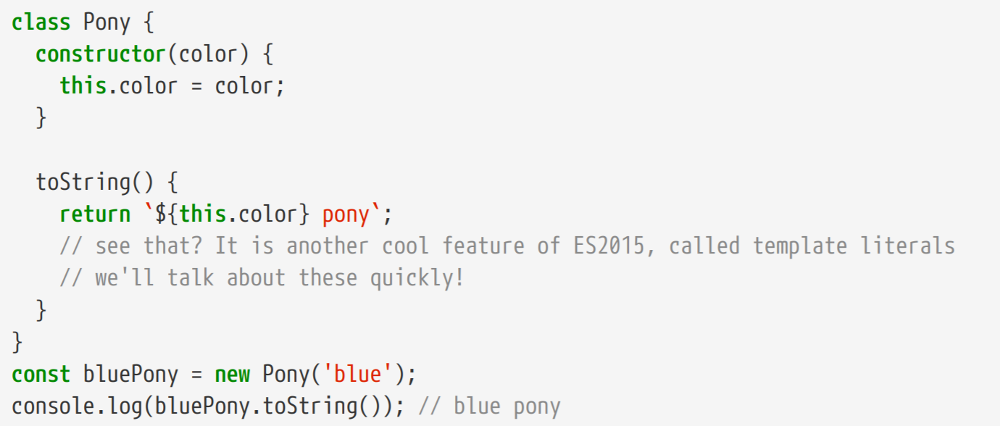 class Pony {
  constructor(color) {
    this.color = color;
  }

  toString() {
    return `${this.color} pony`;
    // see that? It is another cool feature of ES2015, called template literals
    // we'll talk about these quickly!
  }
}
const bluePony = new Pony('blue');
console.log(bluePony.toString()); // blue pony